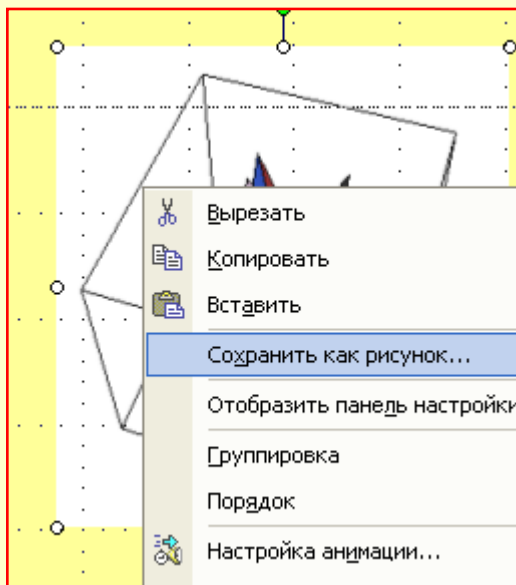 Вырезать
Копировать
Вставить
Сохранить как рисунок...
Отобразить панель настройки
Группировка
Порядок
Настройка анимации...